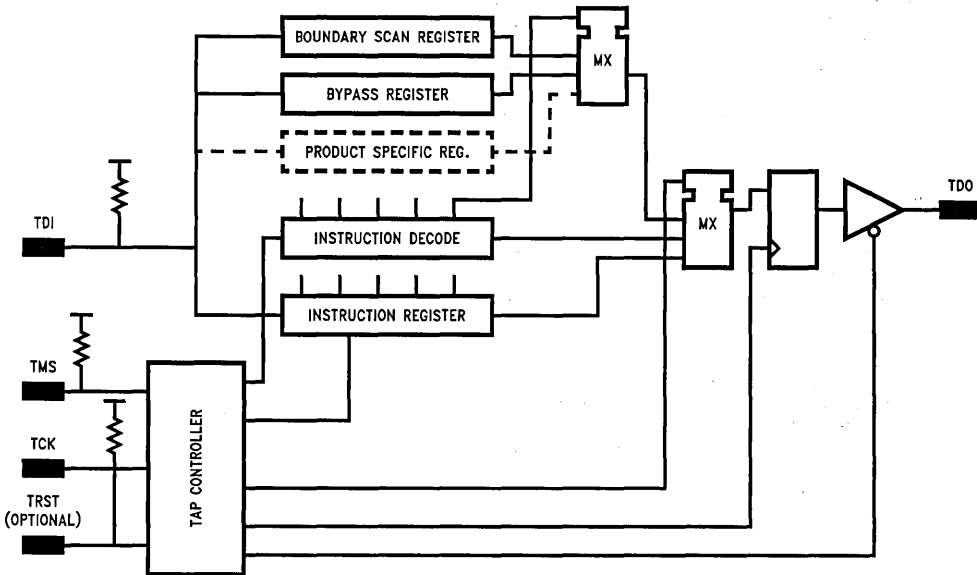 BOUNDARY SCAN REGISTER
MX
BYPASS REGISTER
PRODUCT SPECIFIC REG.
TDI
INSTRUCTION DECODE
MX
TDO
INSTRUCTION REGISTER
TMS
TCK
TRST
(OPTIONAL)
TAP CONTROLLER